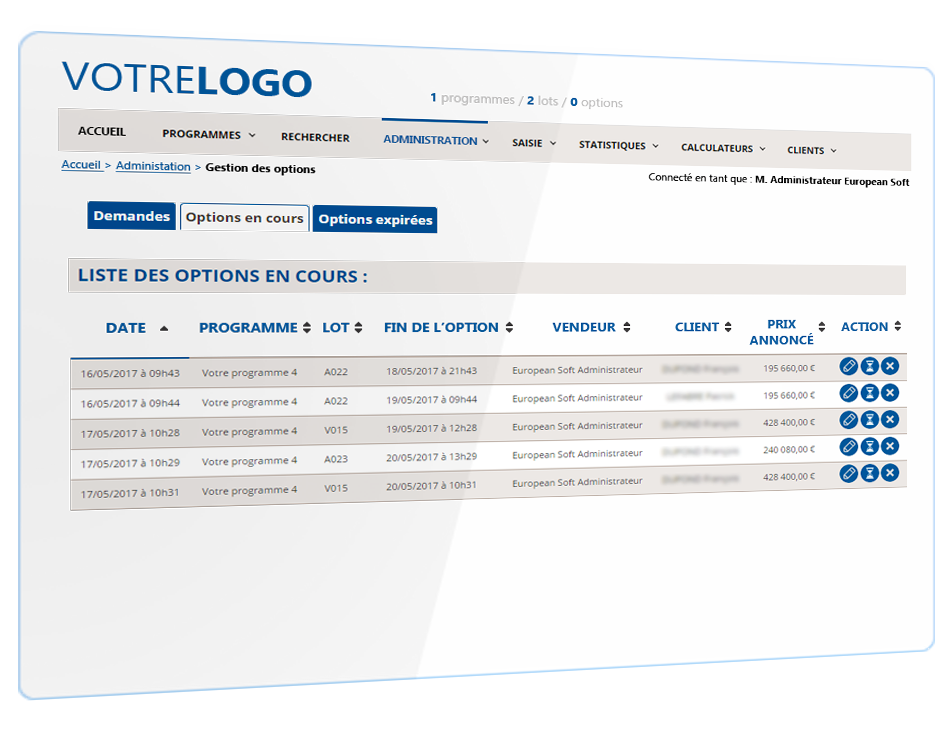 VOTRELOGO
1 programmes / 2 lots / 0 options
ACCUEIL PROGRAMMES RECHERCHER ADMINISTRATION SAISIE STATISTIQUES CALCULATEURS CLIENTS
Accueil > Administation > Gestion des options
Connecté en tant que : M. Administrateur European Soft
Demandes Options en cours Options expirées
LISTE DES OPTIONS EN COURS :
DATE PROGRAMME LOT FIN DE L'OPTION VENDEUR CLIENT PRIX ANNONCÉ ACTION
16/05/2017 à 09h43 Votre programme 4 A022 18/05/2017 à 21h43 European Soft Administrateur 195 660,00 €
16/05/2017 à 09h44 Votre programme 4 A022 19/05/2017 à 09h44 European Soft Administrateur 195 660,00 €
17/05/2017 à 10h28 Votre programme 4 V015 19/05/2017 à 12h28 European Soft Administrateur 428 400,00 €
17/05/2017 à 10h29 Votre programme 4 A023 20/05/2017 à 13h29 European Soft Administrateur 240 080,00 €
17/05/2017 à 10h31 Votre programme 4 V015 20/05/2017 à 10h31 European Soft Administrateur 428 400,00 €